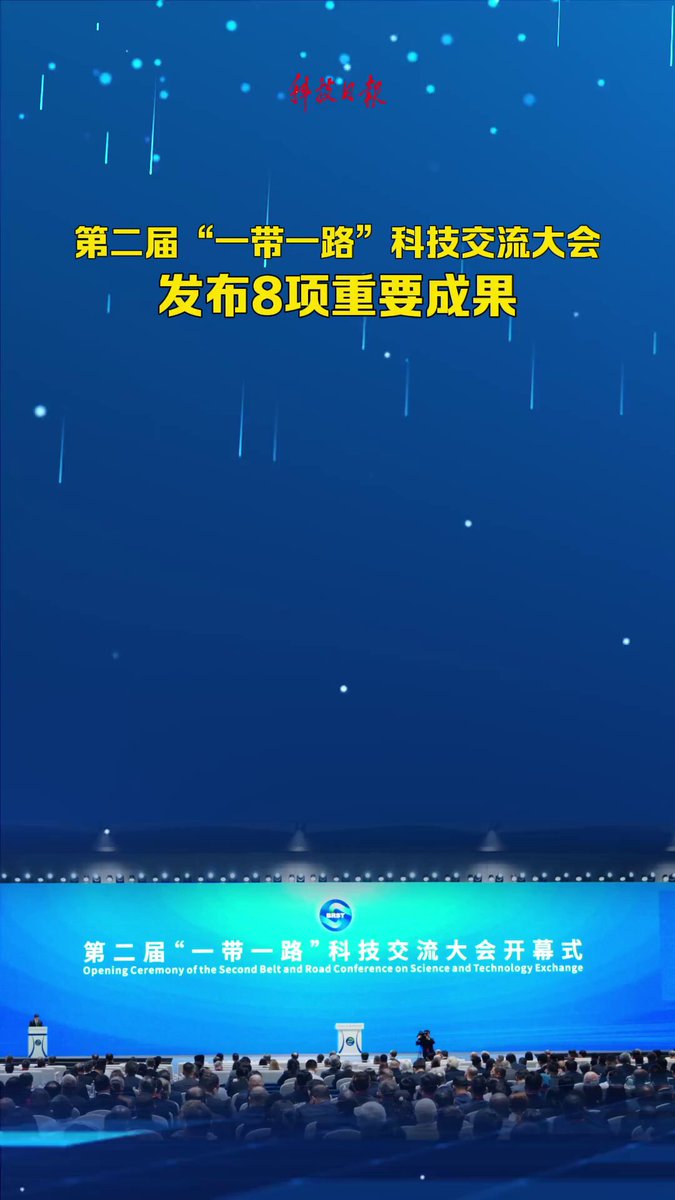 科技日报
第二届“一带一路”科技交流大会
发布8项重要成果
BRST
第二届“一带一路”科技交流大会开幕式
Opening Ceremony of the Second Belt and Road Conference on Science and Technology Exchange